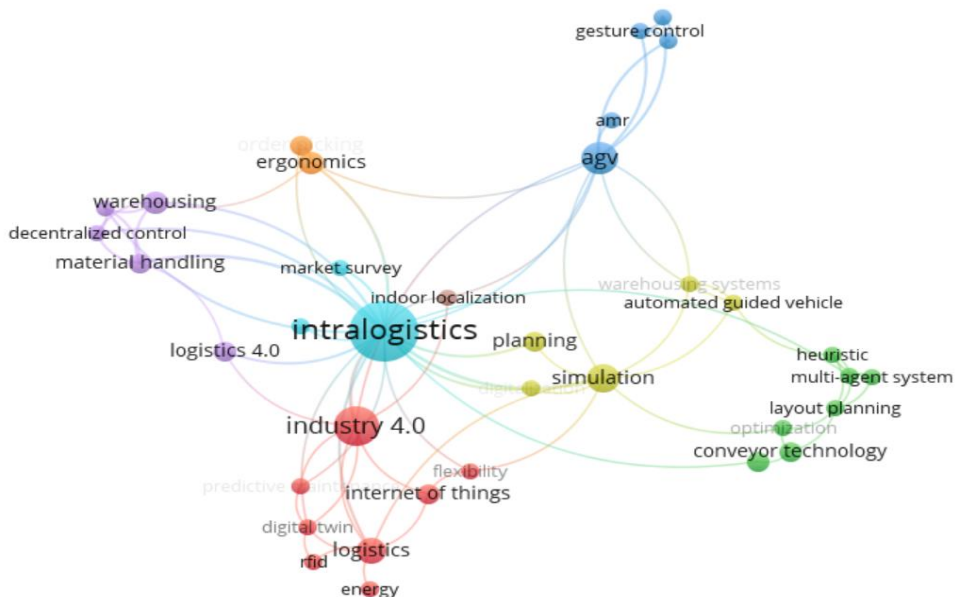 gesture control
amr
order picking
ergonomics
agv
warehousing
decentralized control
material handling
market survey
indoor localization
warehousing systems
automated guided vehicle
intralogistics
planning
logistics 4.0
heuristic
simulation
multi-agent system
digitalization
layout planning
industry 4.0
optimization
conveyor technology
flexibility
predictive maintenance
internet of things
digital twin
logistics
rfid
energy